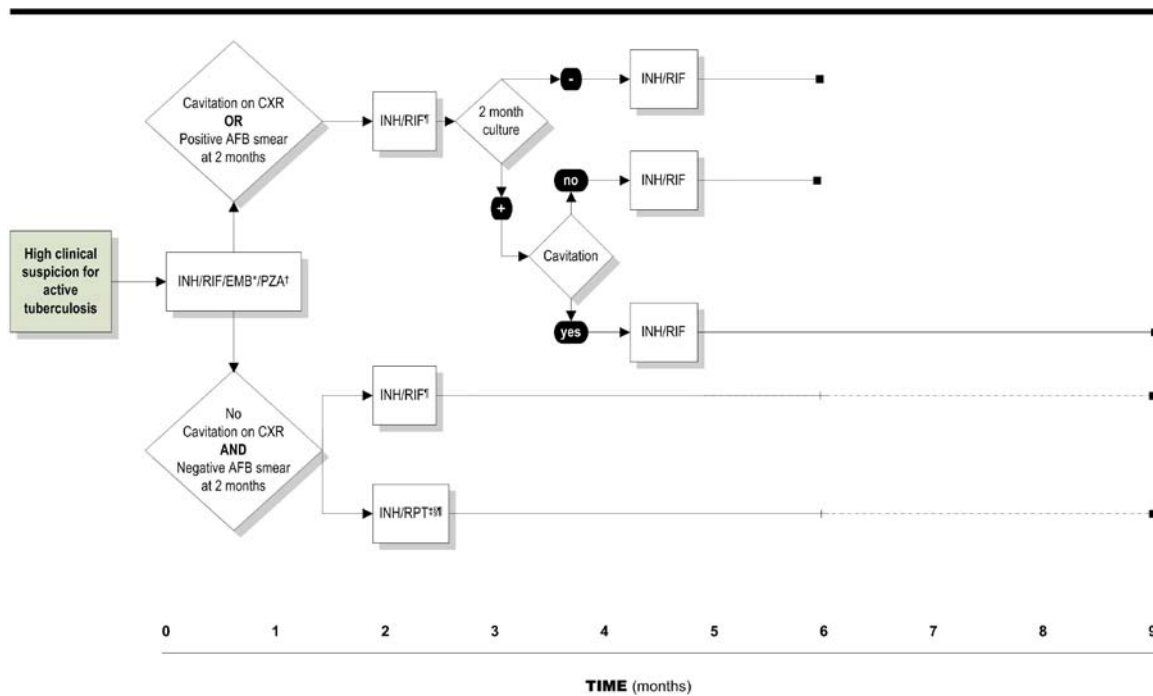 Cavitation on CXR
OR
Positive AFB smear
at 2 months
INH/RIF¶
2 month
culture
-
INH/RIF
+
no
INH/RIF
Cavitation
yes
INH/RIF
High clinical
suspicion for
active
tuberculosis
INH/RIF/EMB*/PZA†
No
Cavitation on CXR
AND
Negative AFB smear
at 2 months
INH/RIF¶
INH/RPT‡§¶
0 1 2 3 4 5 6 7 8 9
TIME (months)